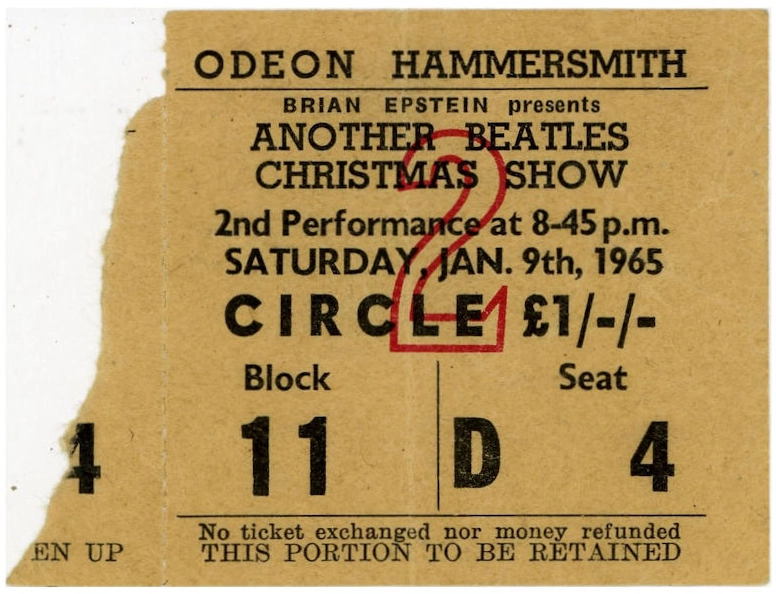 ODEON HAMMERSMITH
BRIAN EPSTEIN presents
ANOTHER BEATLES
CHRISTMAS SHOW
2
2nd Performance at 8-45 p.m.
SATURDAY, JAN. 9th, 1965
CIRCLE £1/-/-
Block Seat
11 D 4
No ticket exchanged nor money refunded
THIS PORTION TO BE RETAINED
4
EN UP